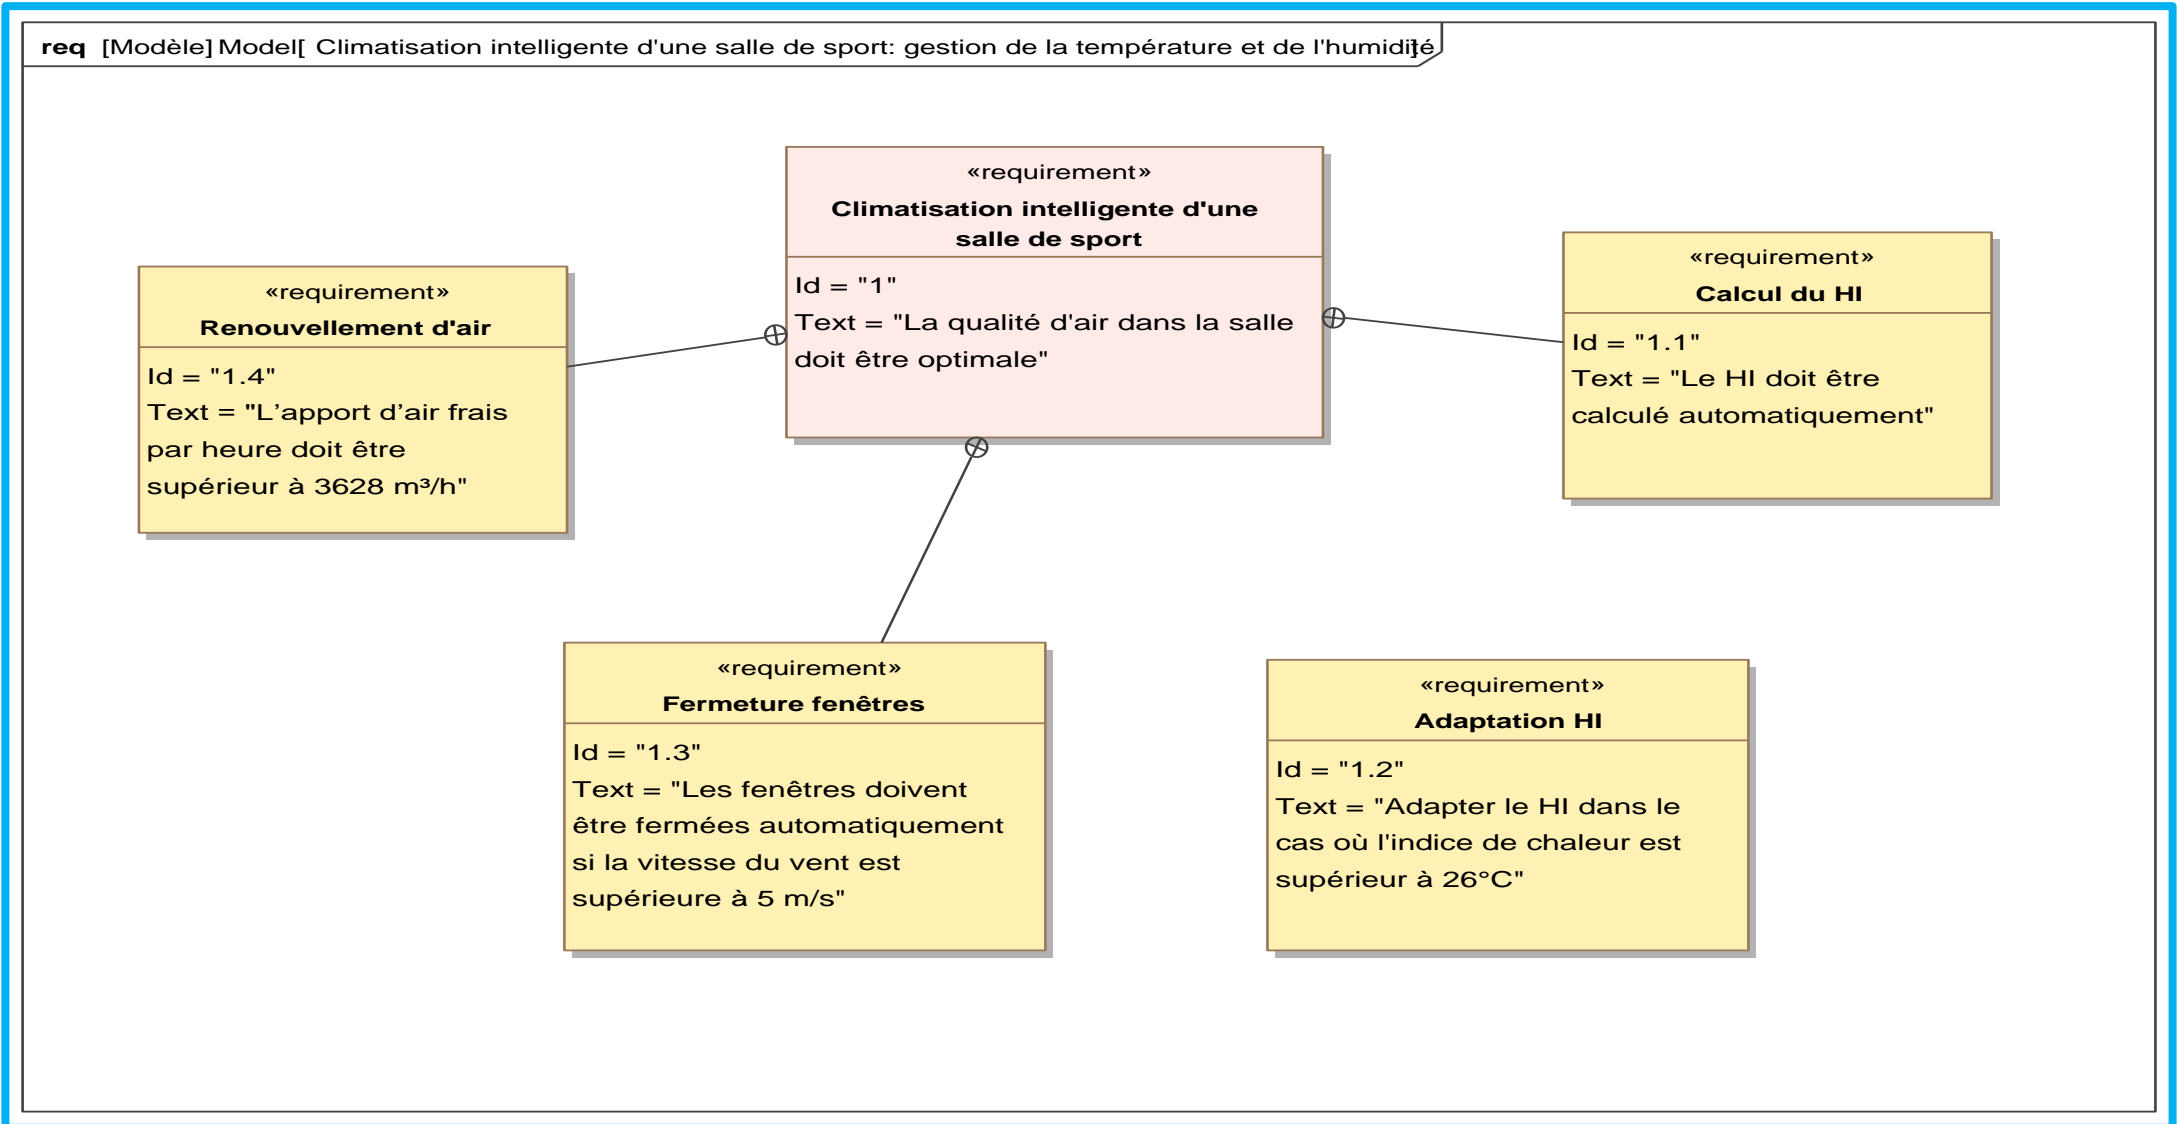 req [Modèle] Model[ Climatisation intelligente d'une salle de sport: gestion de la température et de l'humidité]
«requirement»
Climatisation intelligente d'une
salle de sport
Id = "1"
Text = "La qualité d'air dans la salle
doit être optimale"
«requirement»
Calcul du HI
Id = "1.1"
Text = "Le HI doit être
calculé automatiquement"
«requirement»
Renouvellement d'air
Id = "1.4"
Text = "L’apport d’air frais
par heure doit être
supérieur à 3628 m³/h"
«requirement»
Fermeture fenêtres
Id = "1.3"
Text = "Les fenêtres doivent
être fermées automatiquement
si la vitesse du vent est
supérieure à 5 m/s"
«requirement»
Adaptation HI
Id = "1.2"
Text = "Adapter le HI dans le
cas où l'indice de chaleur est
supérieur à 26°C"